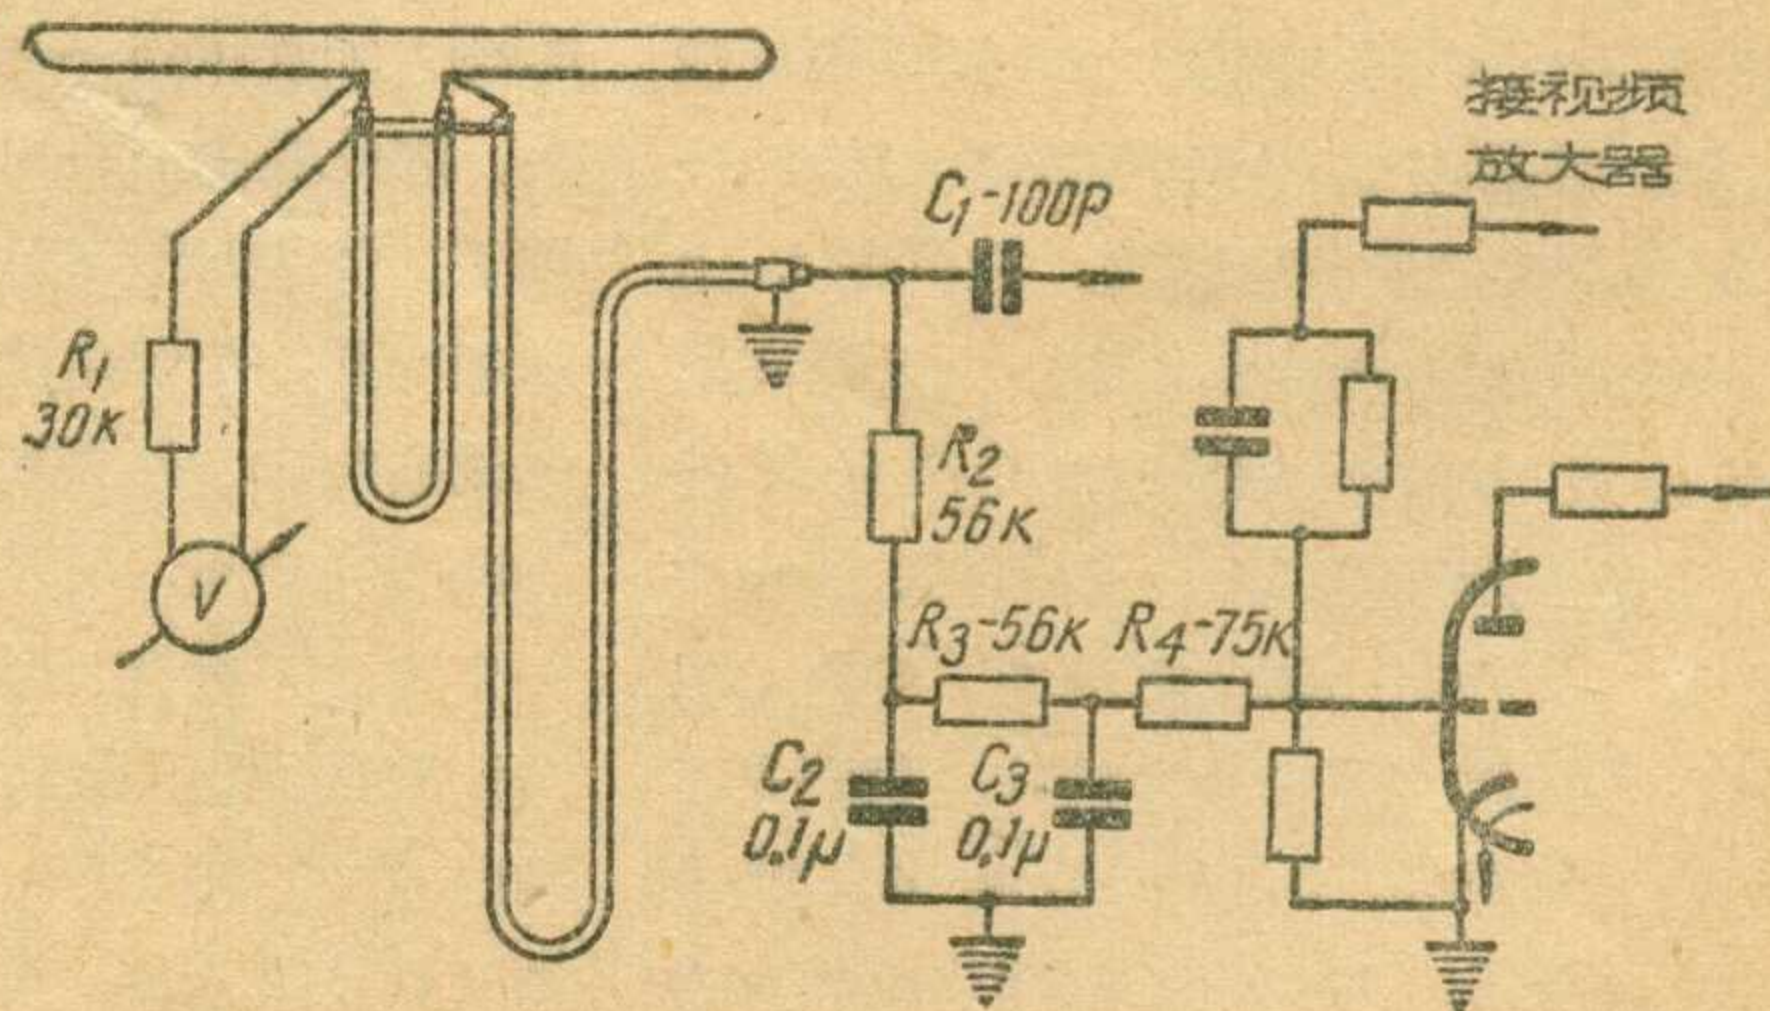 接视频
放大器
C₁-100P
R₁
30K
R₂
56K
R₃-56K
R₄-75K
C₂
0.1μ
C₃
0.1μ
V